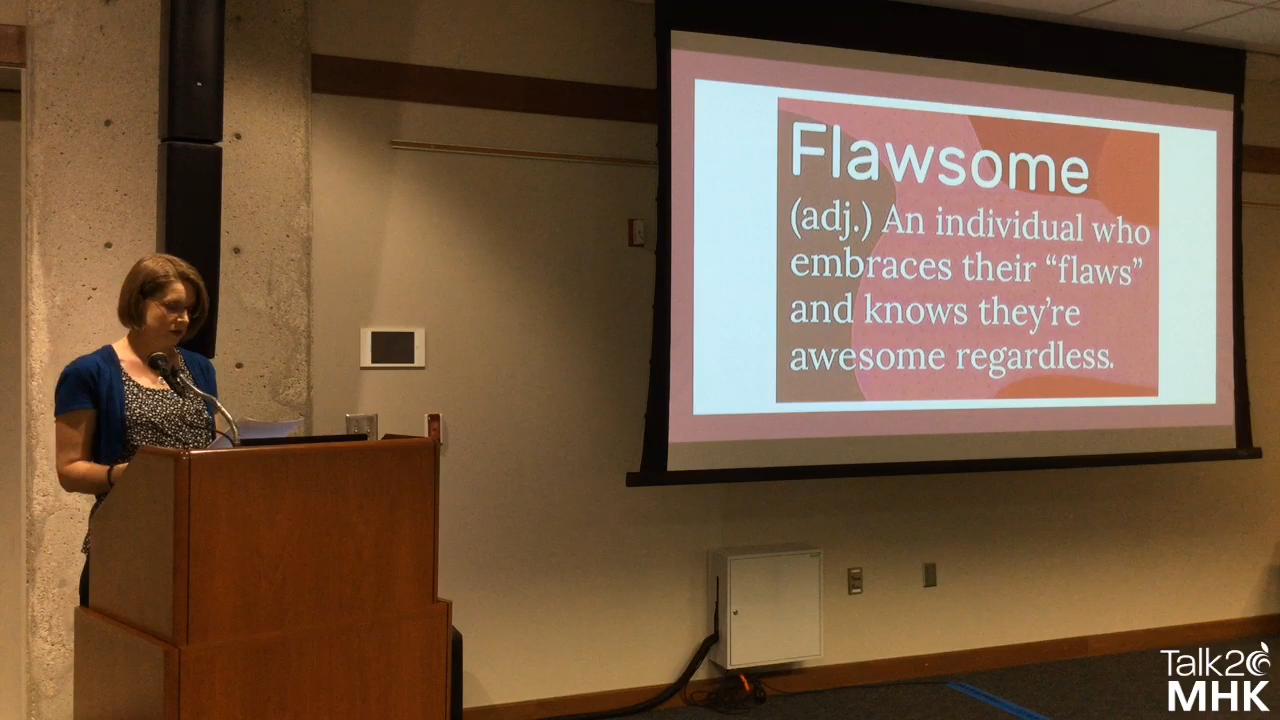 Flawsome
(adj.) An individual who
embraces their “flaws”
and knows they’re
awesome regardless.
Talk20
MHK